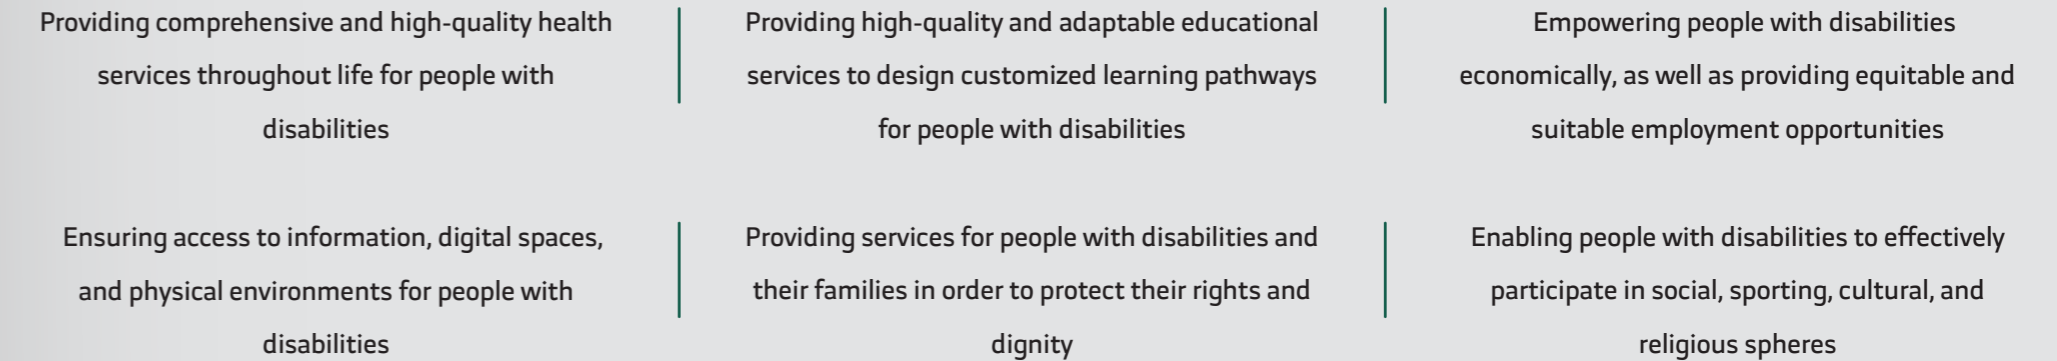 Providing comprehensive and high-quality health
services throughout life for people with
disabilities
Providing high-quality and adaptable educational
services to design customized learning pathways
for people with disabilities
Empowering people with disabilities
economically, as well as providing equitable and
suitable employment opportunities
Ensuring access to information, digital spaces,
and physical environments for people with
disabilities
Providing services for people with disabilities and
their families in order to protect their rights and
dignity
Enabling people with disabilities to effectively
participate in social, sporting, cultural, and
religious spheres